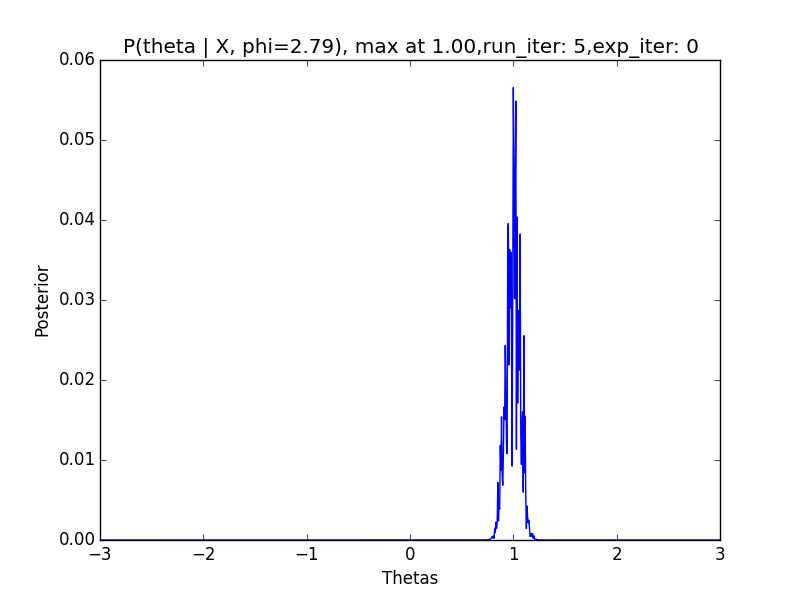 P(theta | X, phi=2.79), max at 1.00,run_iter: 5,exp_iter: 0
0.06
0.05
0.04
0.03
0.02
0.01
0.00
Posterior
−3 −2 −1 0 1 2 3
Thetas